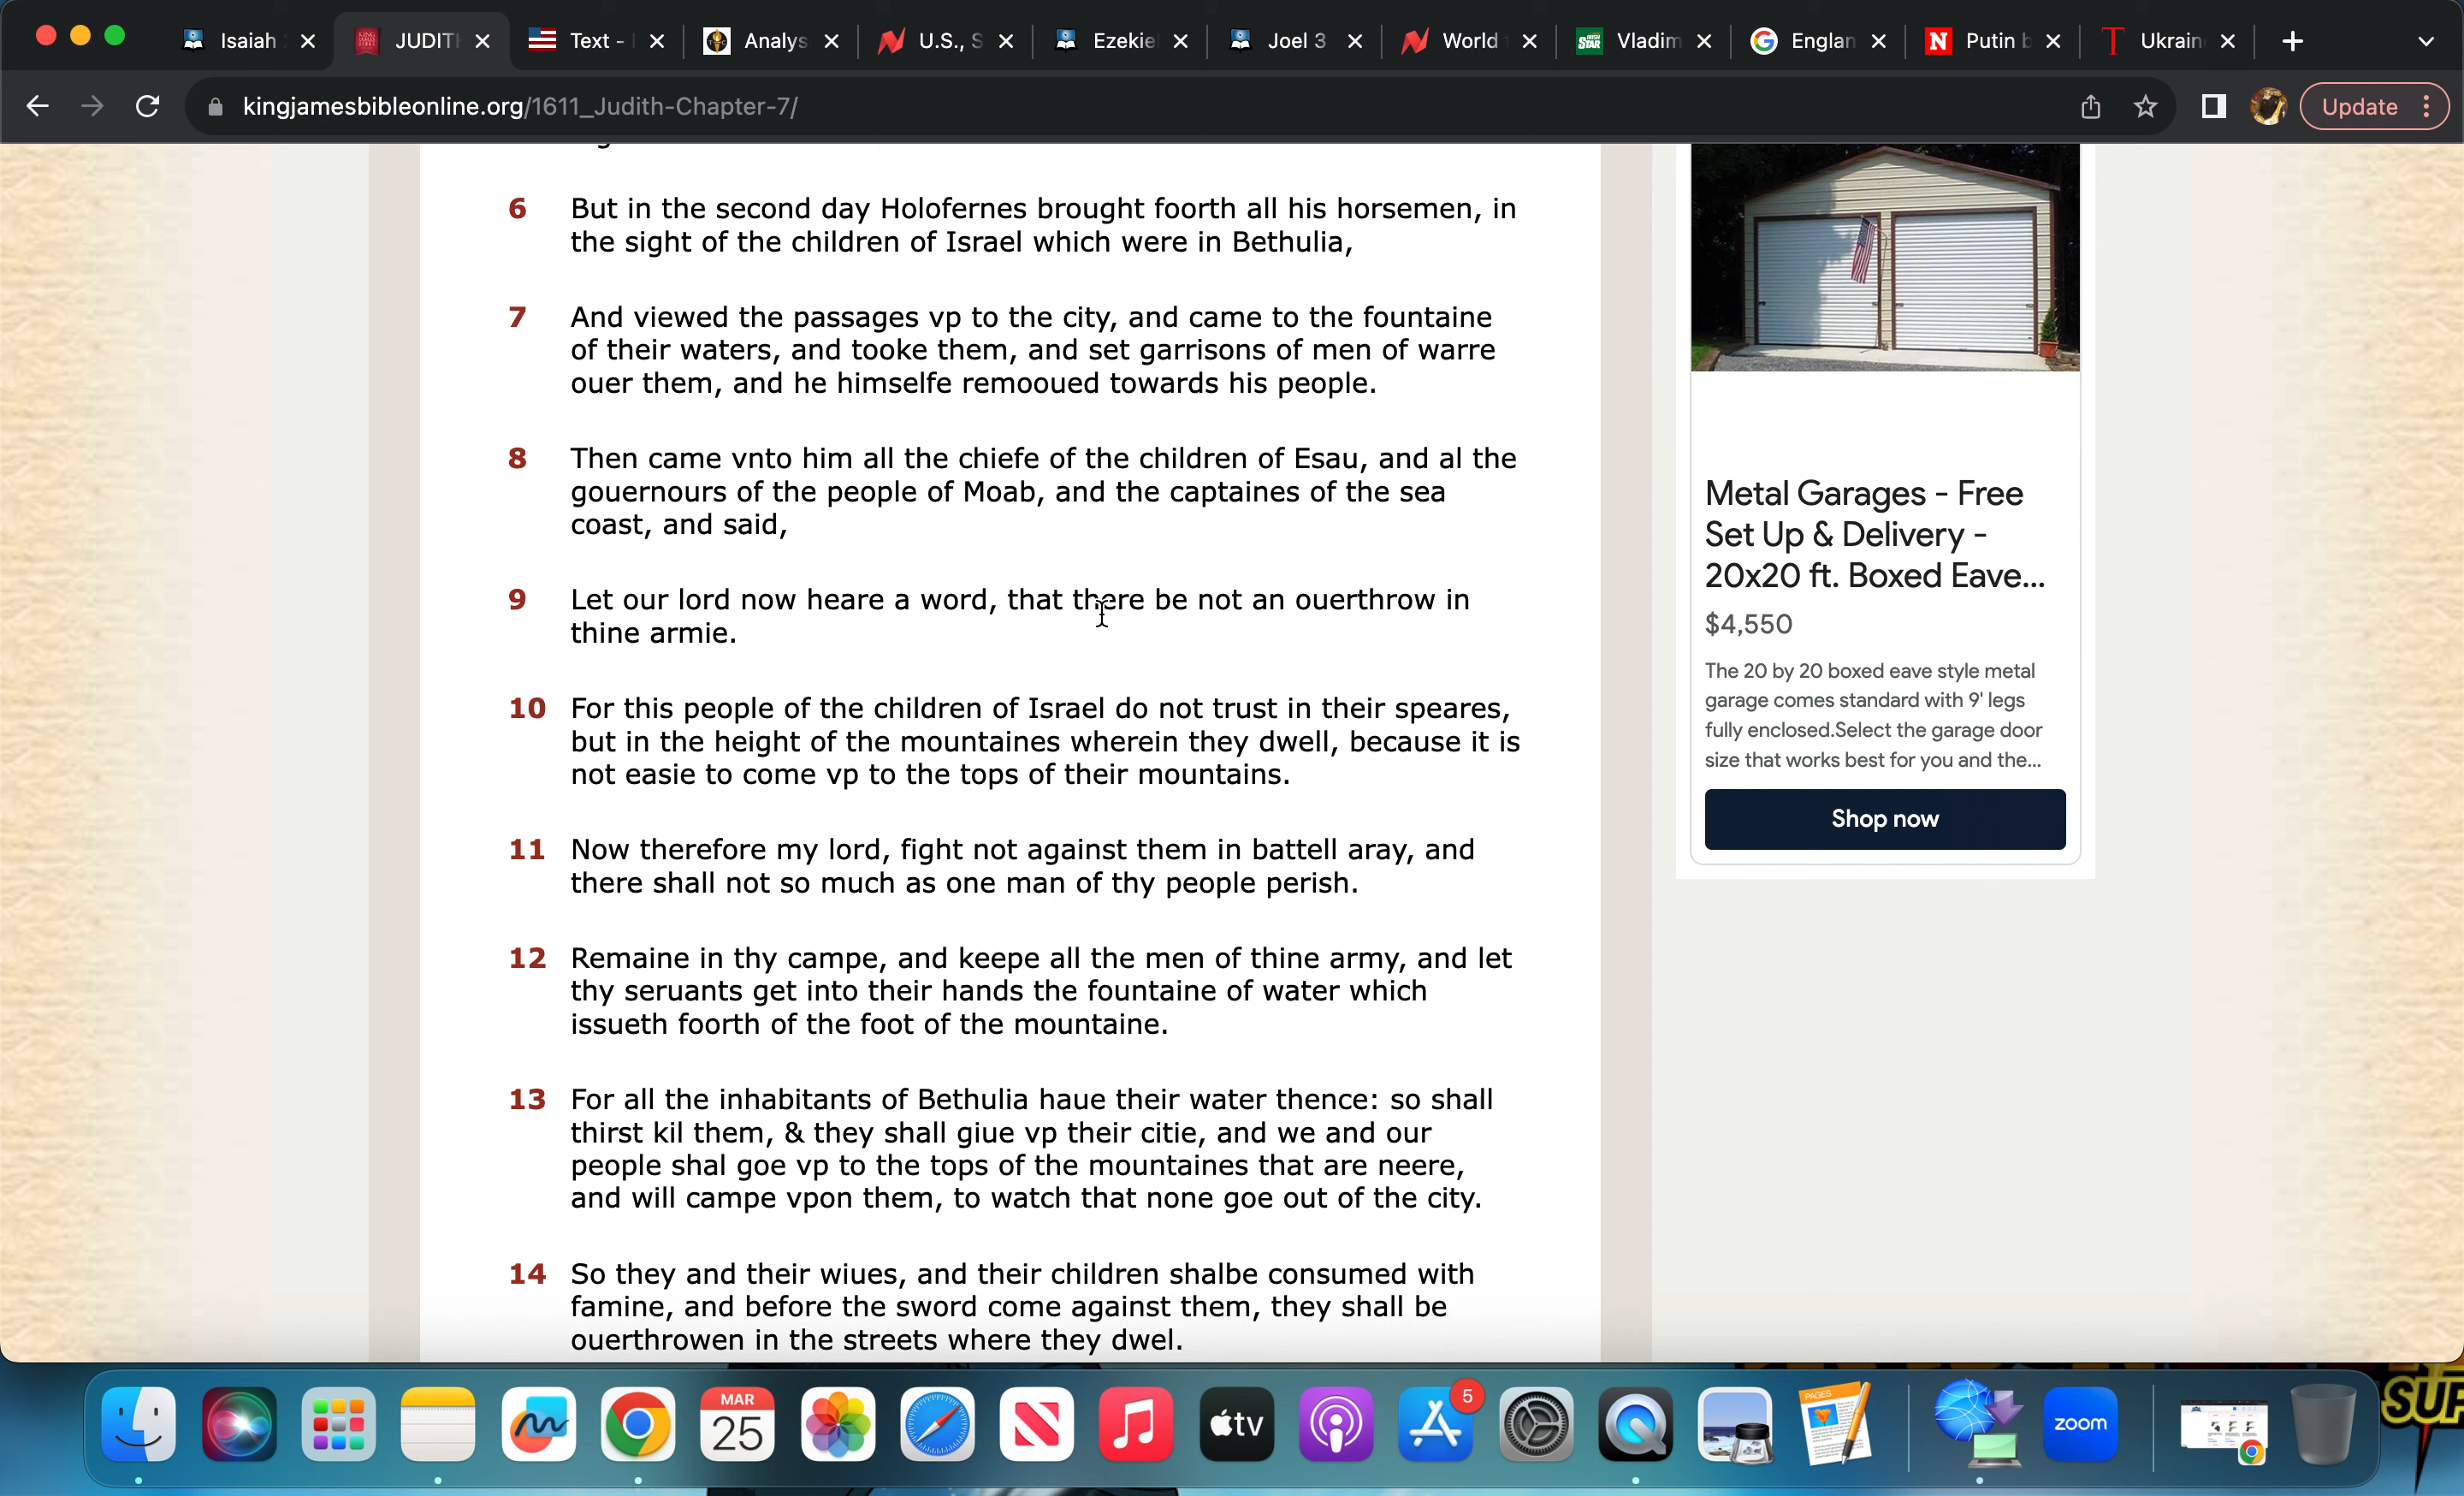 Isaiah
JUDIT
Text -
Analys
U.S., S
Ezekie
Joel 3
World
Vladim
Englan
Putin b
Ukrain
kingjamesbibleonline.org/1611_Judith-Chapter-7/
Update
6 But in the second day Holofernes brought foorth all his horsemen, in
the sight of the children of Israel which were in Bethulia,
7 And viewed the passages vp to the city, and came to the fountaine
of their waters, and tooke them, and set garrisons of men of warre
ouer them, and he himselfe remooued towards his people.
8 Then came vnto him all the chiefe of the children of Esau, and al the
gouernours of the people of Moab, and the captaines of the sea
coast, and said,
9 Let our lord now heare a word, that there be not an ouerthrow in
thine armie.
10 For this people of the children of Israel do not trust in their speares,
but in the height of the mountaines wherein they dwell, because it is
not easie to come vp to the tops of their mountains.
11 Now therefore my lord, fight not against them in battell aray, and
there shall not so much as one man of thy people perish.
12 Remaine in thy campe, and keepe all the men of thine army, and let
thy seruants get into their hands the fountaine of water which
issueth foorth of the foot of the mountaine.
13 For all the inhabitants of Bethulia haue their water thence: so shall
thirst kil them, & they shall giue vp their citie, and we and our
people shal goe vp to the tops of the mountaines that are neere,
and will campe vpon them, to watch that none goe out of the city.
14 So they and their wiues, and their children shalbe consumed with
famine, and before the sword come against them, they shall be
ouerthrowen in the streets where they dwel.
Metal Garages - Free
Set Up & Delivery -
20x20 ft. Boxed Eave...
$4,550
The 20 by 20 boxed eave style metal
garage comes standard with 9' legs
fully enclosed.Select the garage door
size that works best for you and the...
Shop now
MAR
25
tv
5
PAGES
zoom
SUP